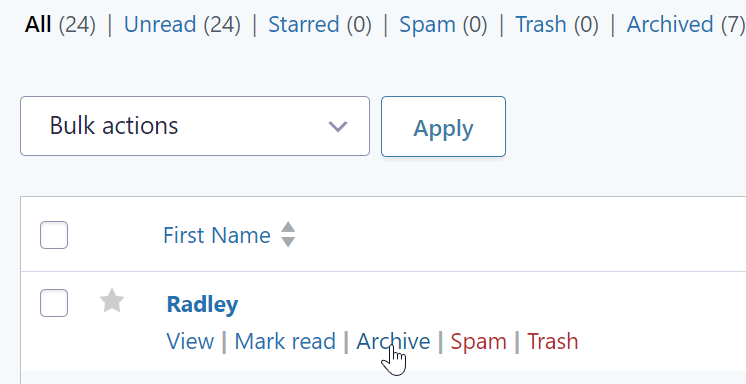 All (24) | Unread (24) | Starred (0) | Spam (0) | Trash (0) | Archived (7)
Bulk actions
Apply
First Name
Radley
View | Mark read | Archive | Spam | Trash